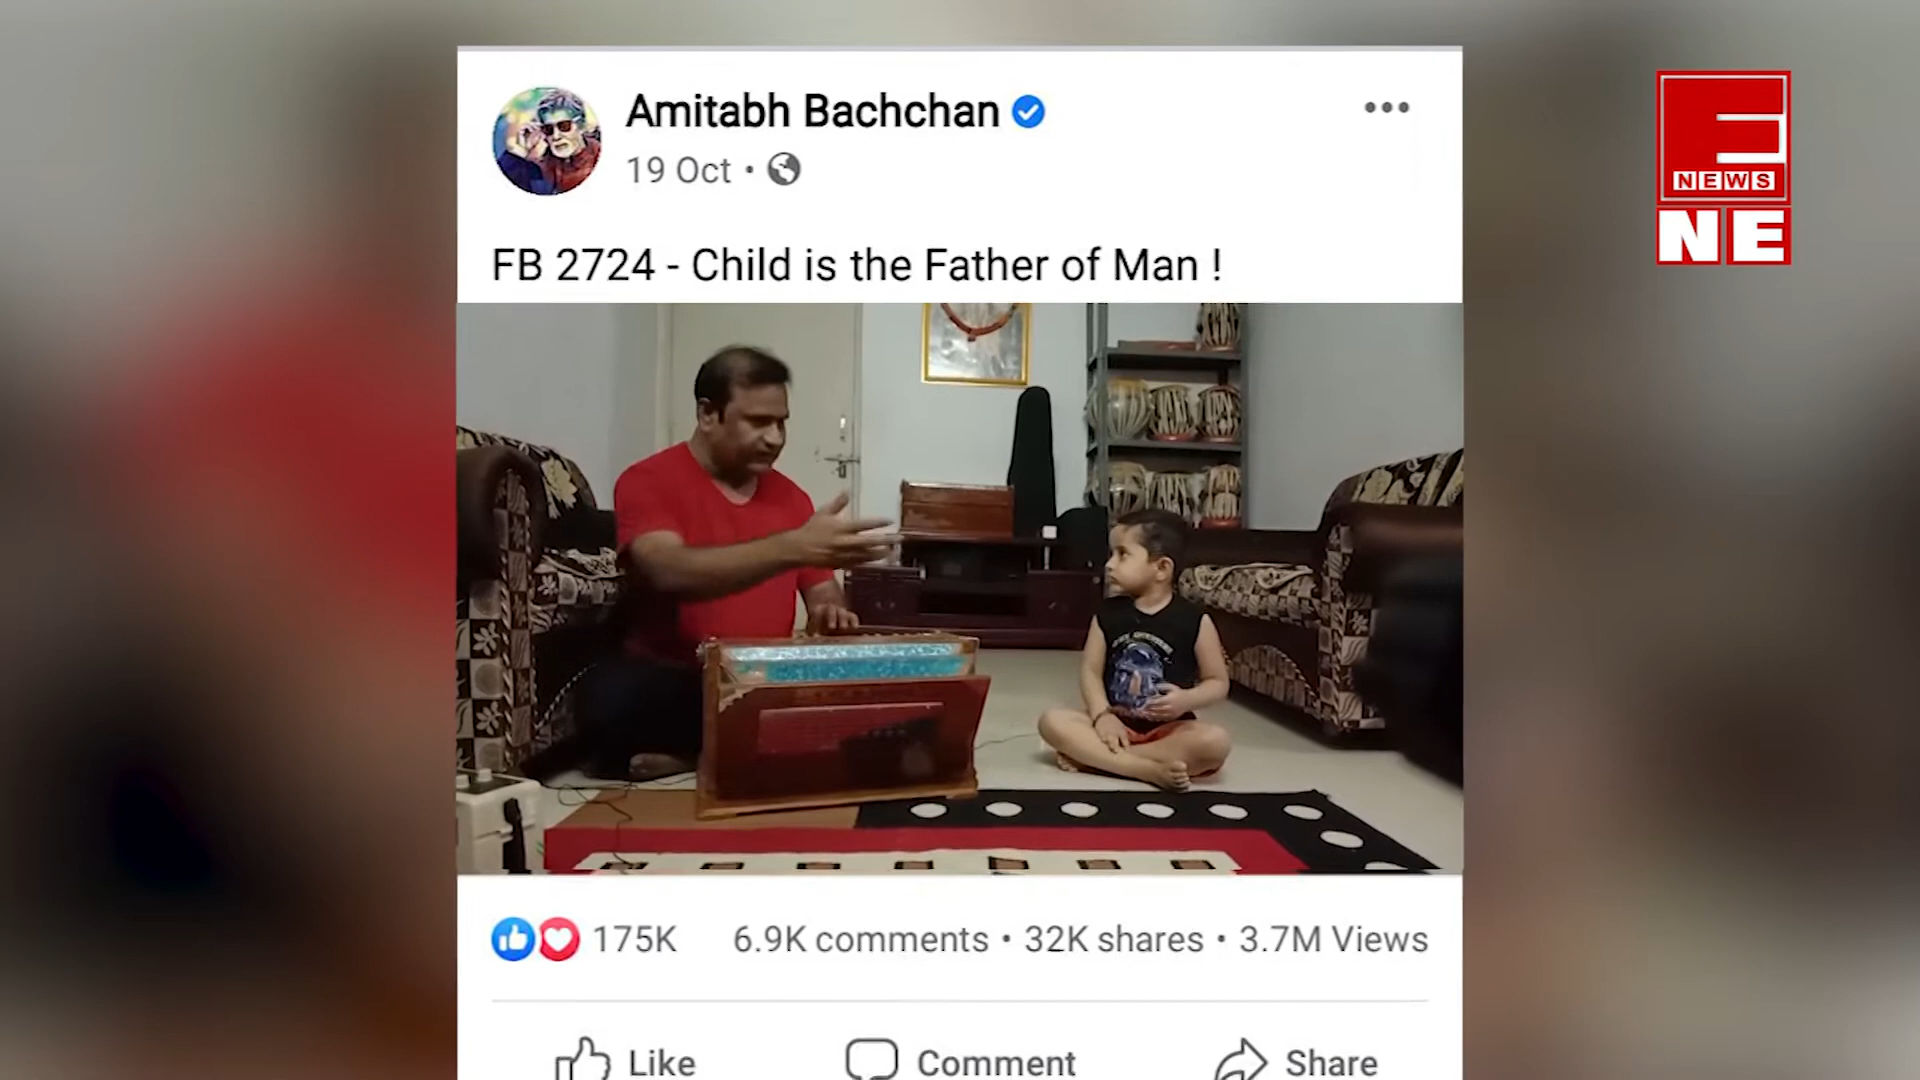 Amitabh Bachchan
19 Oct
FB 2724 - Child is the Father of Man !
175K 6.9K comments • 32K shares • 3.7M Views
Like Comment Share
E
NEWS
NE